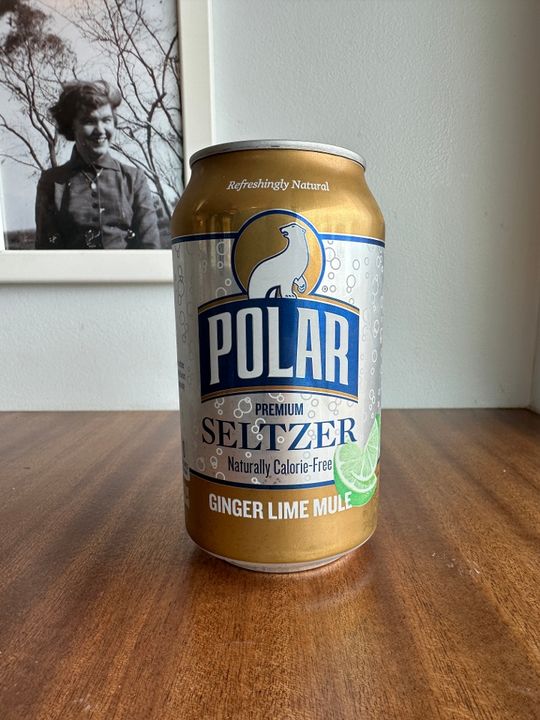 Refreshingly Natural
POLAR
PREMIUM
SELTZER
Naturally Calorie-Free
GINGER LIME MULE